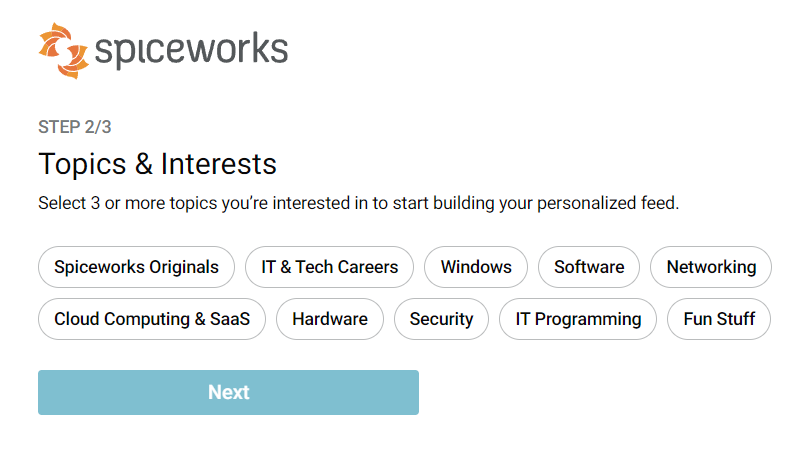 spiceworks
STEP 2/3
Topics & Interests
Select 3 or more topics you’re interested in to start building your personalized feed.
Spiceworks Originals IT & Tech Careers Windows Software Networking
Cloud Computing & SaaS Hardware Security IT Programming Fun Stuff
Next